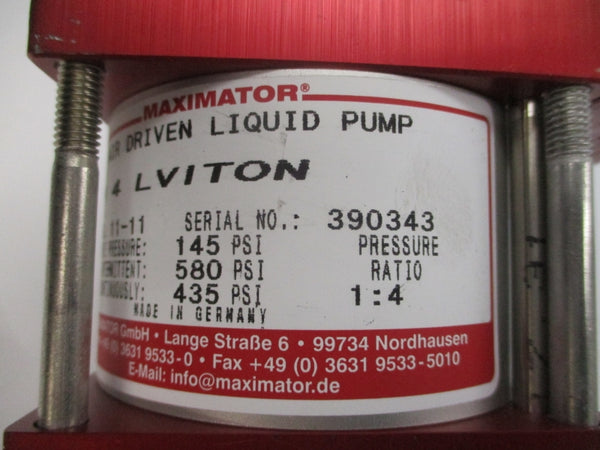 MAXIMATOR®
DRIVEN LIQUID PUMP
4 LVITON
11-11 SERIAL NO.: 390343
PRESSURE: 145 PSI PRESSURE
580 PSI RATIO
435 PSI 1:4
MADE IN GERMANY
GmbH • Lange Straße 6 • 99734 Nordhausen
(0) 3631 9533-0 • Fax +49 (0) 3631 9533-5010
E-Mail: info@maximator.de